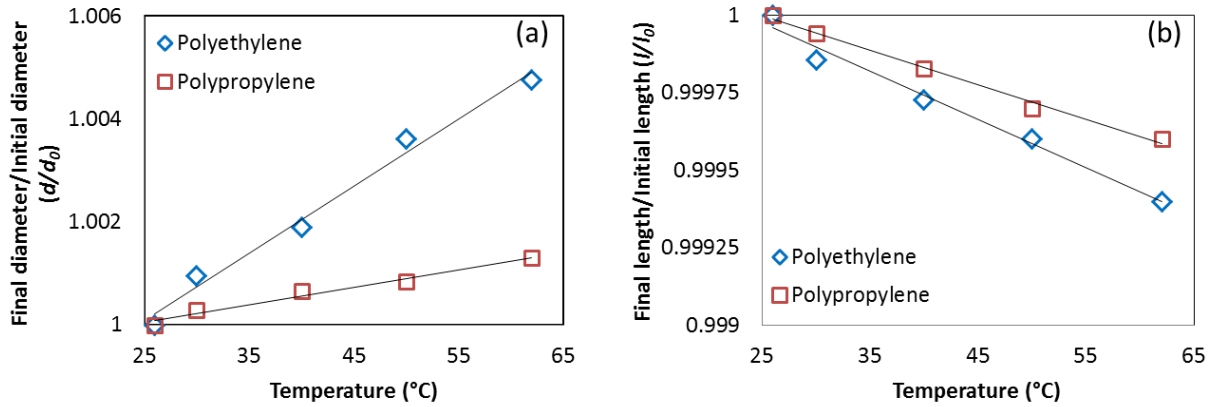 Final diameter/Initial diameter
(d/d0)
1.006
1.004
1.002
1
Polyethylene
Polypropylene
(a)
25
35
45
55
65
Temperature (°C)
Final length/Initial length (l/l0)
1
0.99975
0.9995
0.99925
0.999
(b)
Polyethylene
Polypropylene
25
35
45
55
65
Temperature (°C)